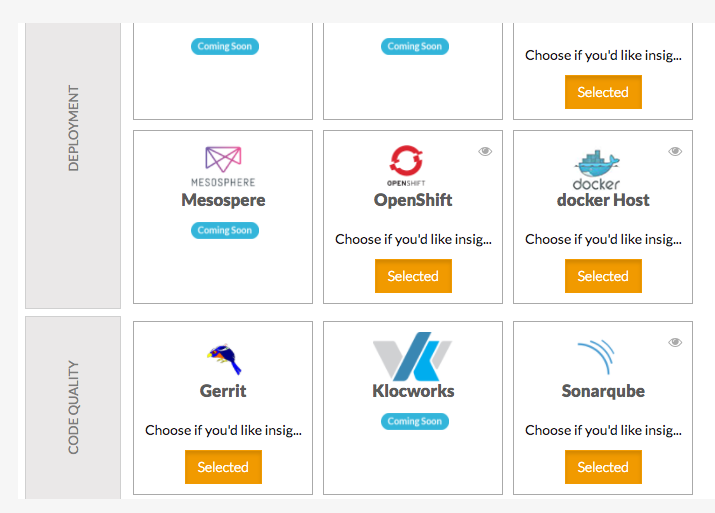 Coming Soon
Coming Soon
Choose if you'd like insig...
Selected
DEPLOYMENT
MESOSPHERE
Mesospere
Coming Soon
OPENSHIFT
OpenShift
Choose if you'd like insig...
Selected
docker
docker Host
Choose if you'd like insig...
Selected
CODE QUALITY
Gerrit
Choose if you'd like insig...
Selected
Klocworks
Coming Soon
Sonarqube
Choose if you'd like insig...
Selected